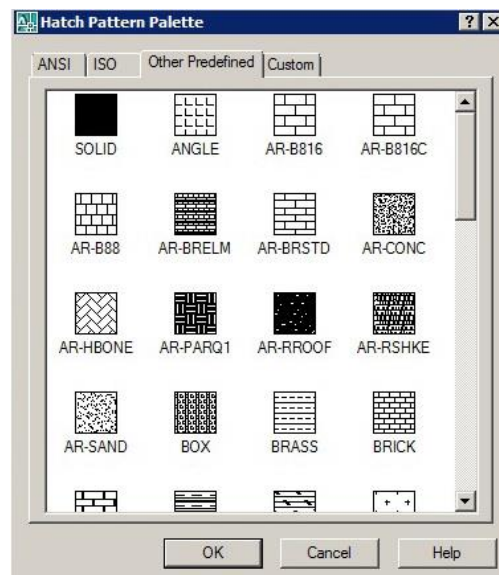 Hatch Pattern Palette
ANSI ISO Other Predefined Custom
SOLID ANGLE AR-B816 AR-B816C
AR-B88 AR-BRELM AR-BRSTD AR-CONC
AR-HBONE AR-PARQ1 AR-RROOF AR-RSHKE
AR-SAND BOX BRASS BRICK
OK Cancel Help